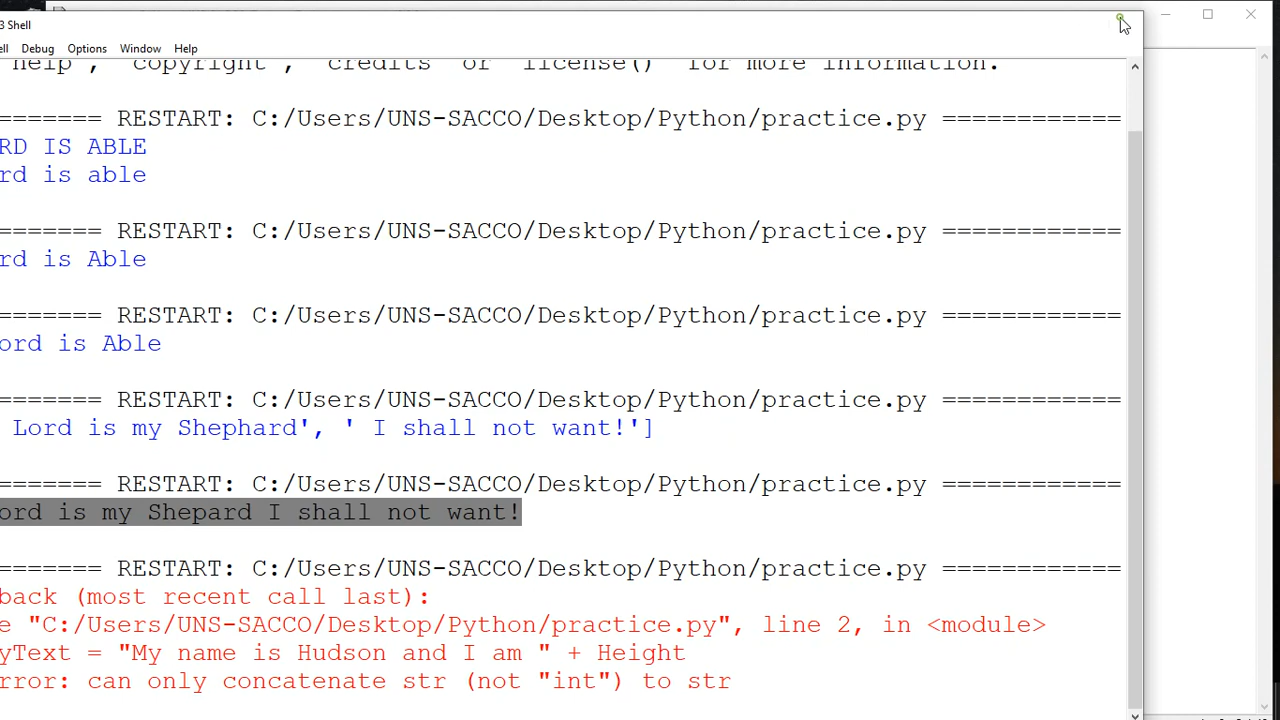 3 Shell
ell Debug Options Window Help
"help", "copyright", "credits" or "license()" for more information.
======= RESTART: C:/Users/UNS-SACCO/Desktop/Python/practice.py ============
RD IS ABLE
rd is able
======= RESTART: C:/Users/UNS-SACCO/Desktop/Python/practice.py ============
rd is Able
======= RESTART: C:/Users/UNS-SACCO/Desktop/Python/practice.py ============
ord is Able
======= RESTART: C:/Users/UNS-SACCO/Desktop/Python/practice.py ============
Lord is my Shephard', ' I shall not want!']
======= RESTART: C:/Users/UNS-SACCO/Desktop/Python/practice.py ============
ord is my Shepard I shall not want!
======= RESTART: C:/Users/UNS-SACCO/Desktop/Python/practice.py ============
back (most recent call last):
e "C:/Users/UNS-SACCO/Desktop/Python/practice.py", line 2, in <module>
yText = "My name is Hudson and I am " + Height
rror: can only concatenate str (not "int") to str